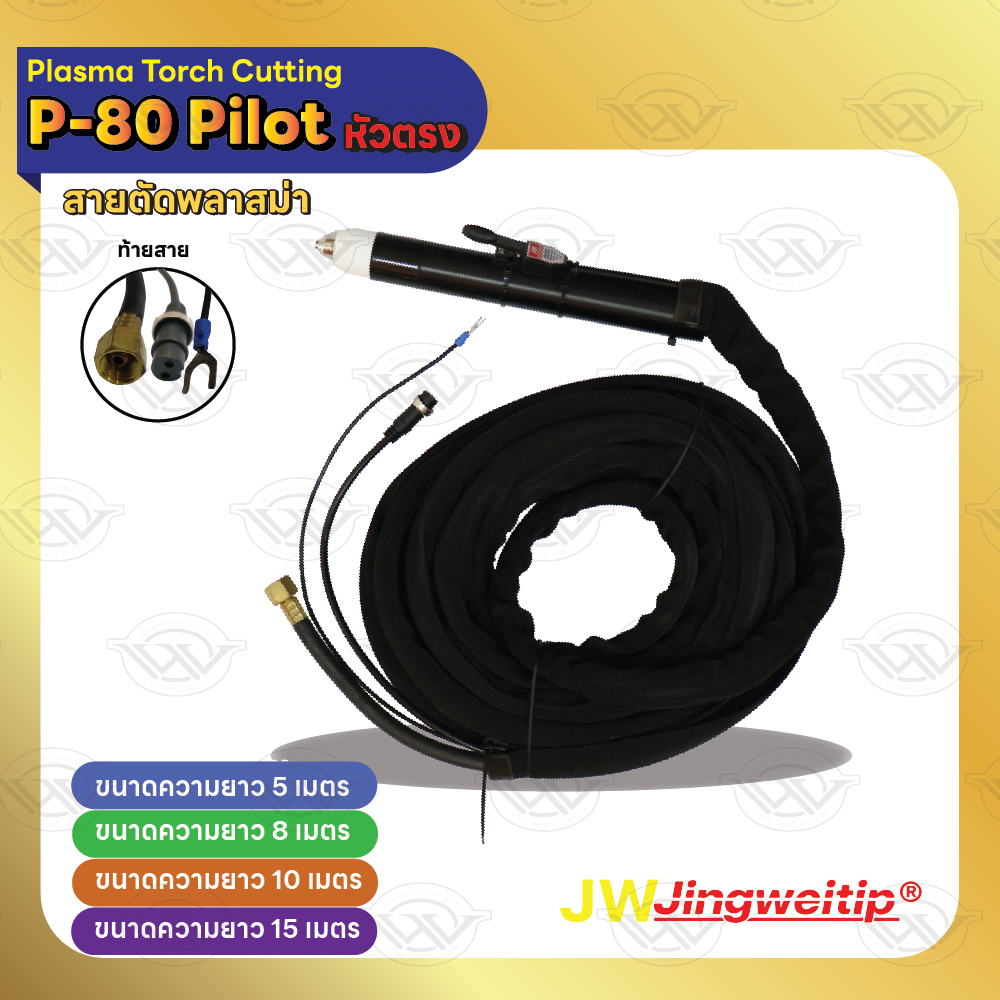 Plasma Torch Cutting
P-80 Pilot หัวตรง
สายตัดพลาสม่า
ท้ายสาย
ขนาดความยาว 5 เมตร
ขนาดความยาว 8 เมตร
ขนาดความยาว 10 เมตร
ขนาดความยาว 15 เมตร
JW Jingweitip®